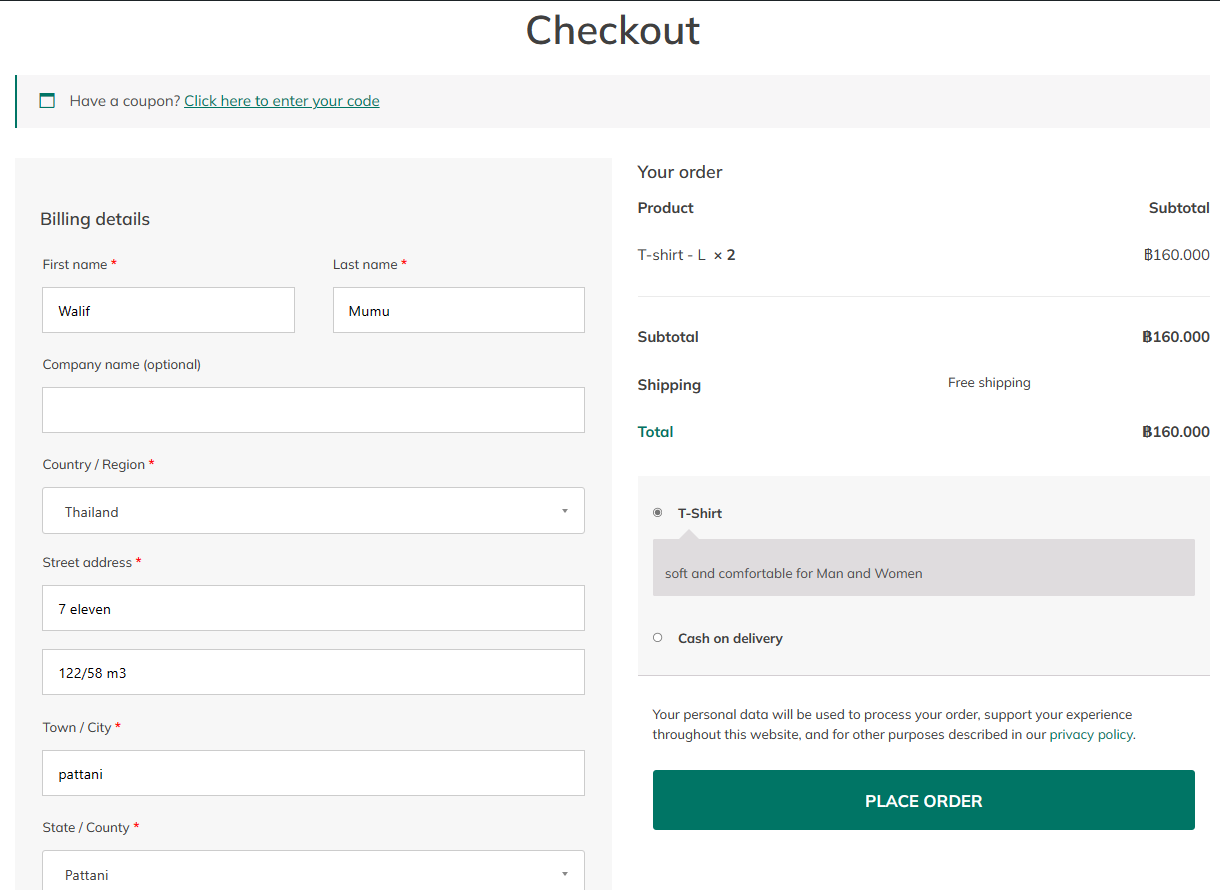 Checkout
Have a coupon? Click here to enter your code
Billing details
First name *
Last name *
Walif
Mumu
Company name (optional)
Country / Region *
Thailand
Street address *
7 eleven
122/58 m3
Town / City *
pattani
State / County *
Pattani
Your order
Product Subtotal
T-shirt - L × 2 ฿160.000
Subtotal ฿160.000
Shipping Free shipping
Total ฿160.000
T-Shirt
soft and comfortable for Man and Women
Cash on delivery
Your personal data will be used to process your order, support your experience
throughout this website, and for other purposes described in our privacy policy.
PLACE ORDER